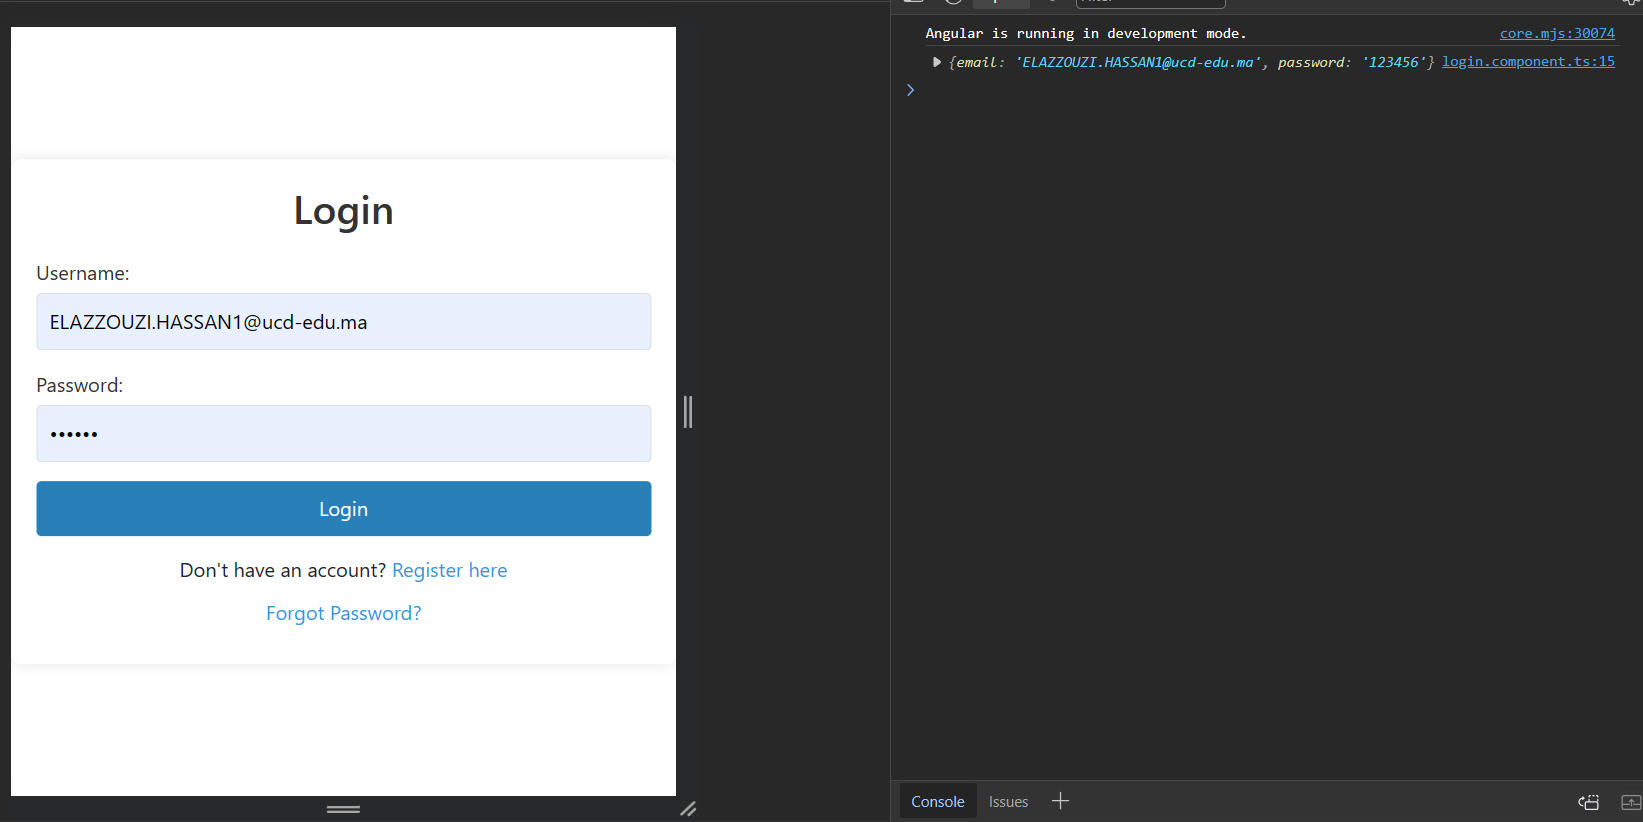 Login
Username:
ELAZZOUZI.HASSAN1@ucd-edu.ma
Password:
••••••
Login
Don't have an account? Register here
Forgot Password?
Angular is running in development mode. core.mjs:30074
▶ {email: 'ELAZZOUZI.HASSAN1@ucd-edu.ma', password: '123456'} login.component.ts:15
>
Console Issues +